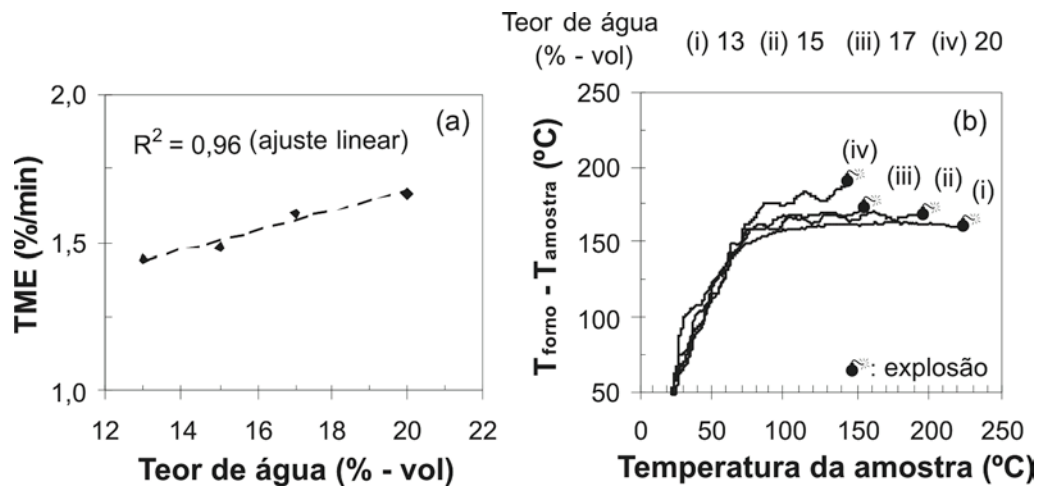 Teor de água
(% - vol)
(i) 13 (ii) 15 (iii) 17 (iv) 20
2,0
1,5
1,0
TME (%/min)
(a)
R² = 0,96 (ajuste linear)
12 14 16 18 20 22
Teor de água (% - vol)
250
200
150
100
50
T forno - T amostra (ºC)
(b)
(iv)
(iii)
(ii)
(i)
: explosão
0 50 100 150 200 250
Temperatura da amostra (ºC)